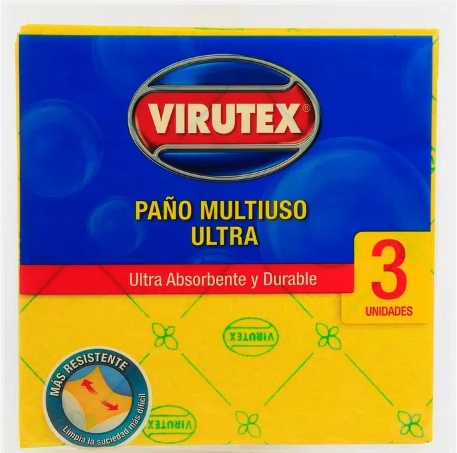 VIRUTEX®
PAÑO MULTIUSO
ULTRA
Ultra Absorbente y Durable
3
UNIDADES
VIRUTEX
MÁS RESISTENTE
Limpia la suciedad más difícil
VIRUTEX